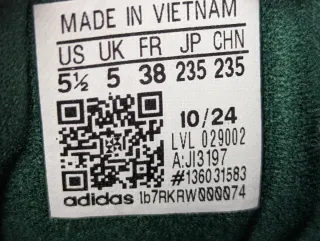 MADE IN VIETNAM
US UK FR JP CHN
5½ 5 38 235 235
10/24
LVL 029002
A:JI3197
#136031583
adidas 1b7RKRW000074